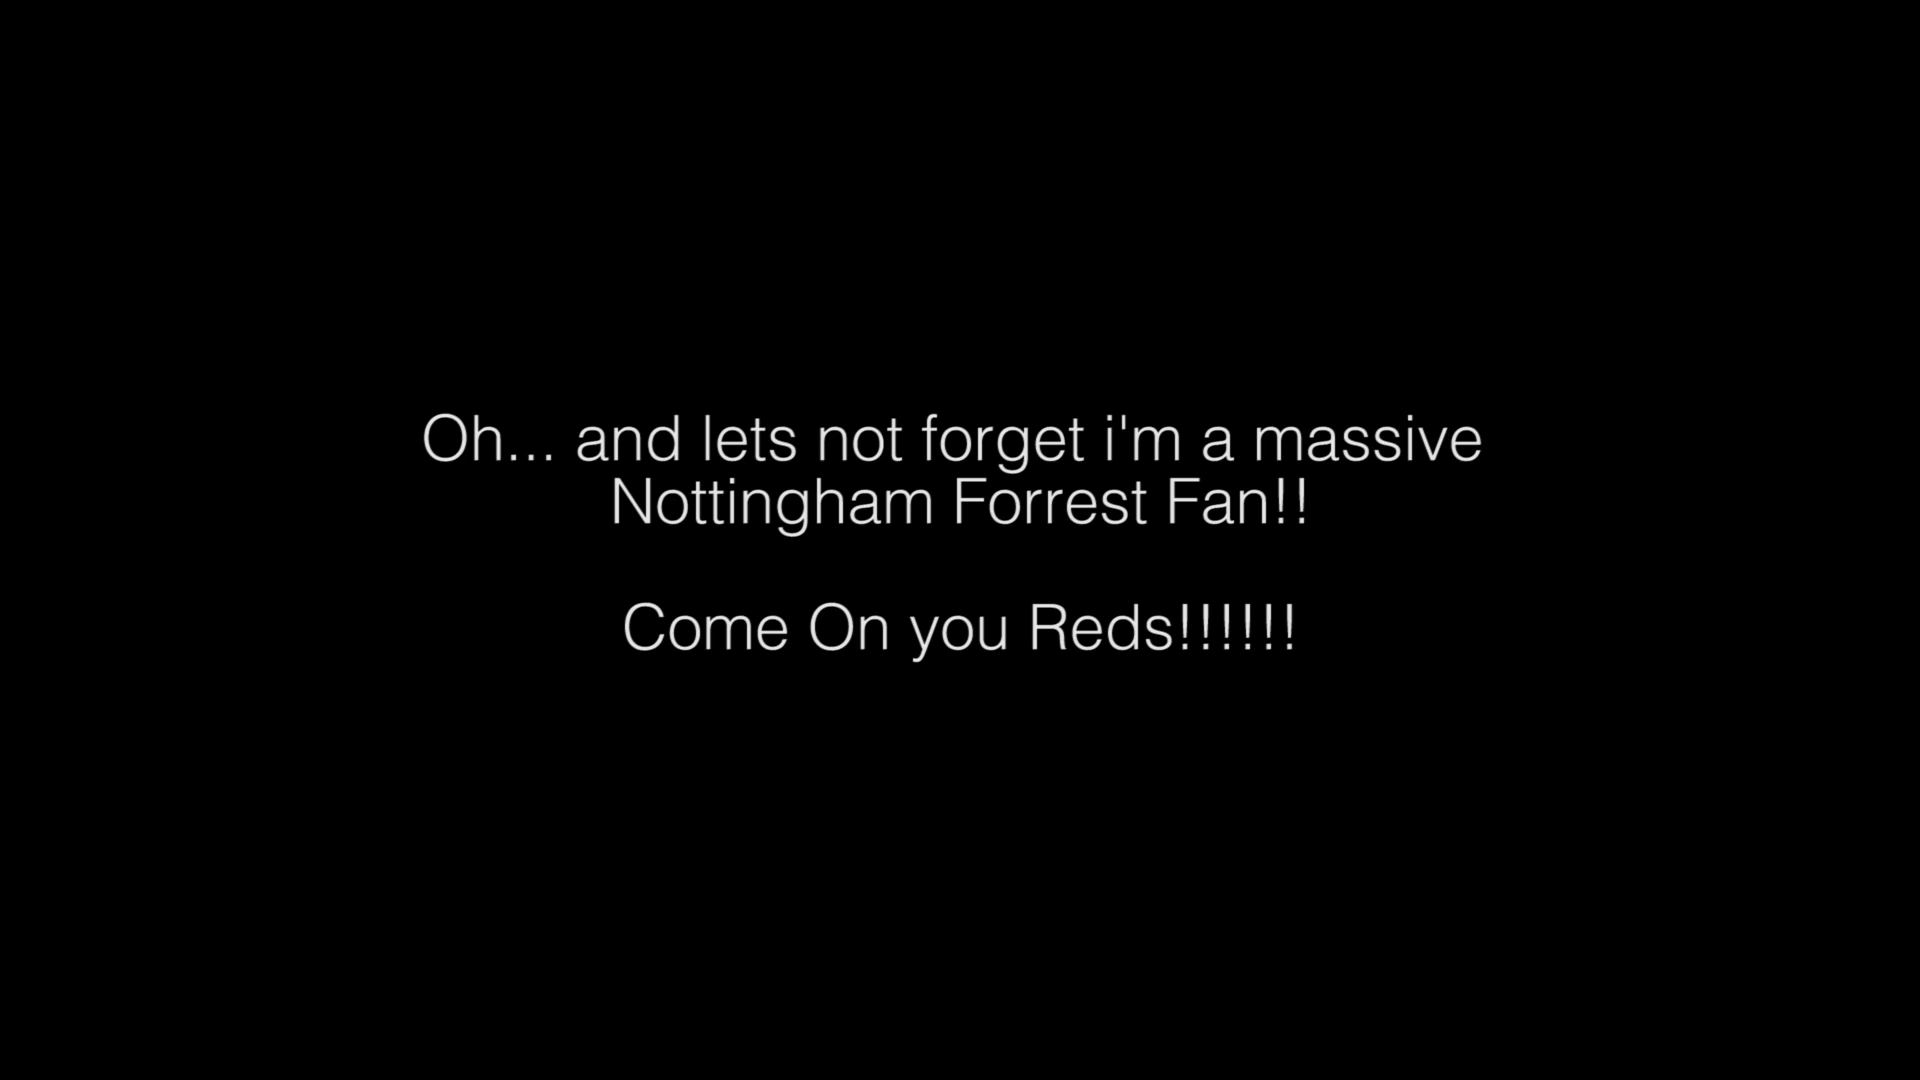 Oh... and lets not forget i'm a massive
Nottingham Forrest Fan!!
Come On you Reds!!!!!!